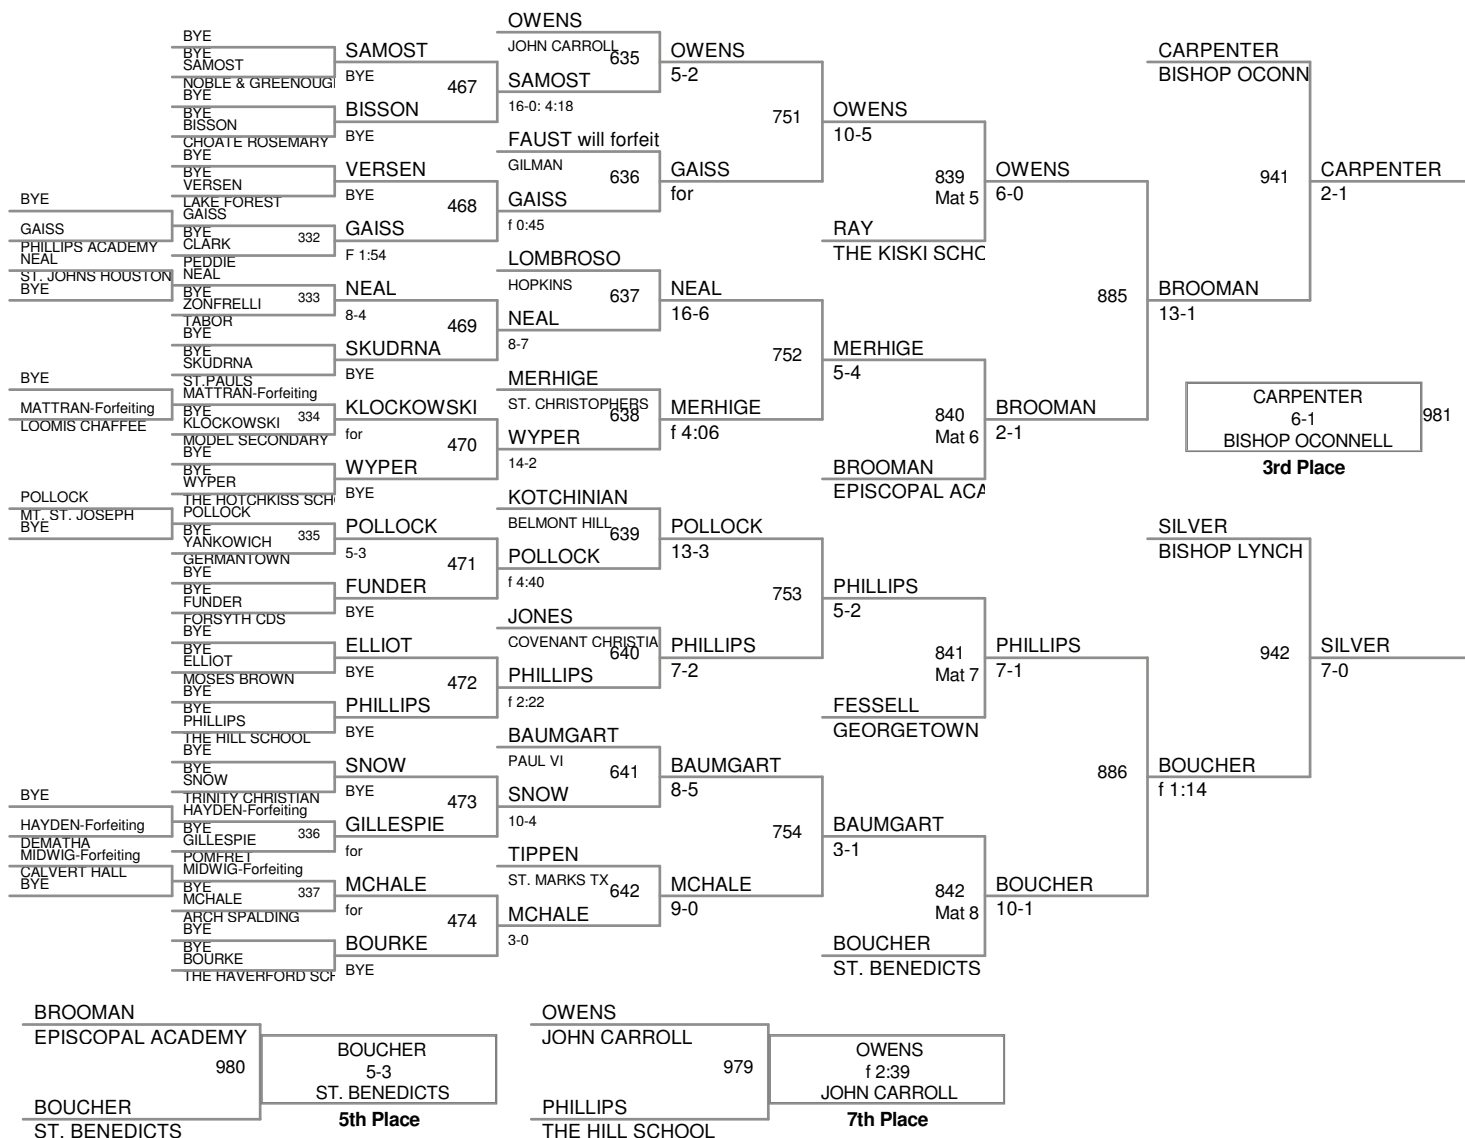 BYE
GAISS
PHILLIPS ACADEMY
NEAL
ST. JOHNS HOUSTON
BYE
BYE
MATTRAN-Forfeiting
LOOMIS CHAFFEE
POLLOCK
MT. ST. JOSEPH
BYE
BYE
HAYDEN-Forfeiting
DEMATHA
MIDWIG-Forfeiting
CALVERT HALL
BYE
BYE
BYE
SAMOST
NOBLE & GREENOUG
BYE
BYE
BISSON
CHOATE ROSEMARY
BYE
BYE
VERSEN
LAKE FOREST
GAISS
BYE
CLARK
332
PEDDIE
NEAL
BYE
ZONFRELLI
333
TABOR
BYE
BYE
SKUDRNA
ST.PAULS
MATTRAN-Forfeiting
BYE
KLOCKOWSKI
334
MODEL SECONDARY
BYE
BYE
WYPER
THE HOTCHKISS SCH
POLLOCK
BYE
YANKOWICH
335
GERMANTOWN
BYE
BYE
FUNDER
FORSYTH CDS
BYE
BYE
ELLIOT
MOSES BROWN
BYE
BYE
PHILLIPS
THE HILL SCHOOL
BYE
BYE
SNOW
TRINITY CHRISTIAN
HAYDEN-Forfeiting
BYE
GILLESPIE
336
POMFRET
MIDWIG-Forfeiting
BYE
MCHALE
337
ARCH SPALDING
BYE
BYE
BOURKE
THE HAVERFORD SCH
SAMOST
BYE
467
BISSON
BYE
VERSEN
BYE
468
GAISS
F 1:54
NEAL
8-4
469
SKUDRNA
BYE
KLOCKOWSKI
for
470
WYPER
BYE
POLLOCK
5-3
471
FUNDER
BYE
ELLIOT
BYE
472
PHILLIPS
BYE
SNOW
BYE
473
GILLESPIE
for
MCHALE
for
474
BOURKE
BYE
OWENS
JOHN CARROLL
635
SAMOST
16-0: 4:18
FAUST will forfeit
GILMAN
636
GAISS
f 0:45
LOMBROSO
HOPKINS
637
NEAL
8-7
MERHIGE
ST. CHRISTOPHERS
638
WYPER
14-2
KOTCHINIAN
BELMONT HILL
639
POLLOCK
f 4:40
JONES
COVENANT CHRISTIA
640
PHILLIPS
f 2:22
BAUMGART
PAUL VI
641
SNOW
10-4
TIPPEN
ST. MARKS TX
642
MCHALE
3-0
OWENS
5-2
751
GAISS
for
NEAL
16-6
752
MERHIGE
f 4:06
POLLOCK
13-3
753
PHILLIPS
7-2
BAUMGART
8-5
754
MCHALE
9-0
OWENS
10-5
839
Mat 5
RAY
THE KISKI SCHO
MERHIGE
5-4
840
Mat 6
BROOMAN
EPISCOPAL ACA
PHILLIPS
5-2
841
Mat 7
FESSELL
GEORGETOWN
BAUMGART
3-1
842
Mat 8
BOUCHER
ST. BENEDICTS
OWENS
6-0
885
BROOMAN
2-1
PHILLIPS
7-1
886
BOUCHER
10-1
CARPENTER
BISHOP OCONN
941
BROOMAN
13-1
SILVER
BISHOP LYNCH
942
BOUCHER
f 1:14
CARPENTER
2-1
SILVER
7-0
CARPENTER
6-1
BISHOP OCONNELL
981
3rd Place
BROOMAN
EPISCOPAL ACADEMY
980
BOUCHER
ST. BENEDICTS
BOUCHER
5-3
ST. BENEDICTS
5th Place
OWENS
JOHN CARROLL
979
PHILLIPS
THE HILL SCHOOL
OWENS
f 2:39
JOHN CARROLL
7th Place